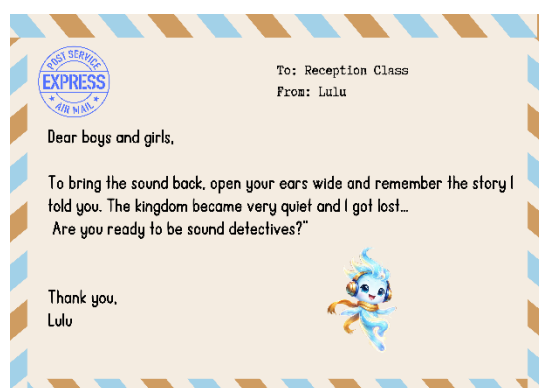 POST SERVICE
EXPRESS
AIR MAIL
To: Reception Class
From: Lulu
Dear boys and girls,
To bring the sound back, open your ears wide and remember the story I
told you. The kingdom became very quiet and I got lost...
Are you ready to be sound detectives?"
Thank you,
Lulu